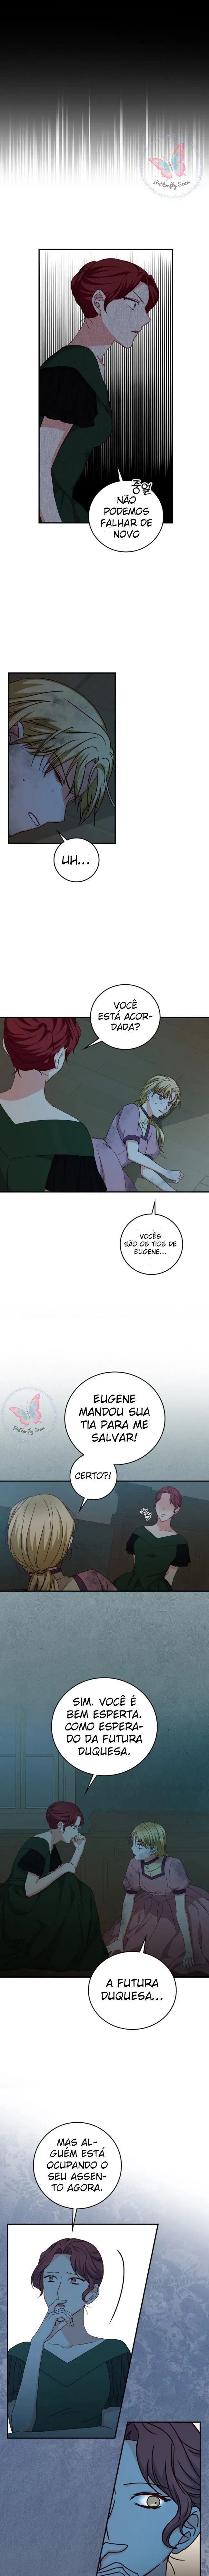 Butterfly Scan
중얼
NÃO
PODEMOS
FALHAR DE
NOVO
UH...
VOCÊ
ESTÁ ACOR-
DADA?
VOCÊS
SÃO OS TIOS DE
EUGENE...
Butterfly Scan
EUGENE
MANDOU SUA
TIA PARA ME
SALVAR!
CERTO?!
SIM. VOCÊ É
BEM ESPERTA.
COMO ESPERA-
DO DA FUTURA
DUQUESA.
A FUTURA
DUQUESA...
MAS AL-
GUÉM ESTÁ
OCUPANDO O
SEU ASSEN-
TO AGORA.